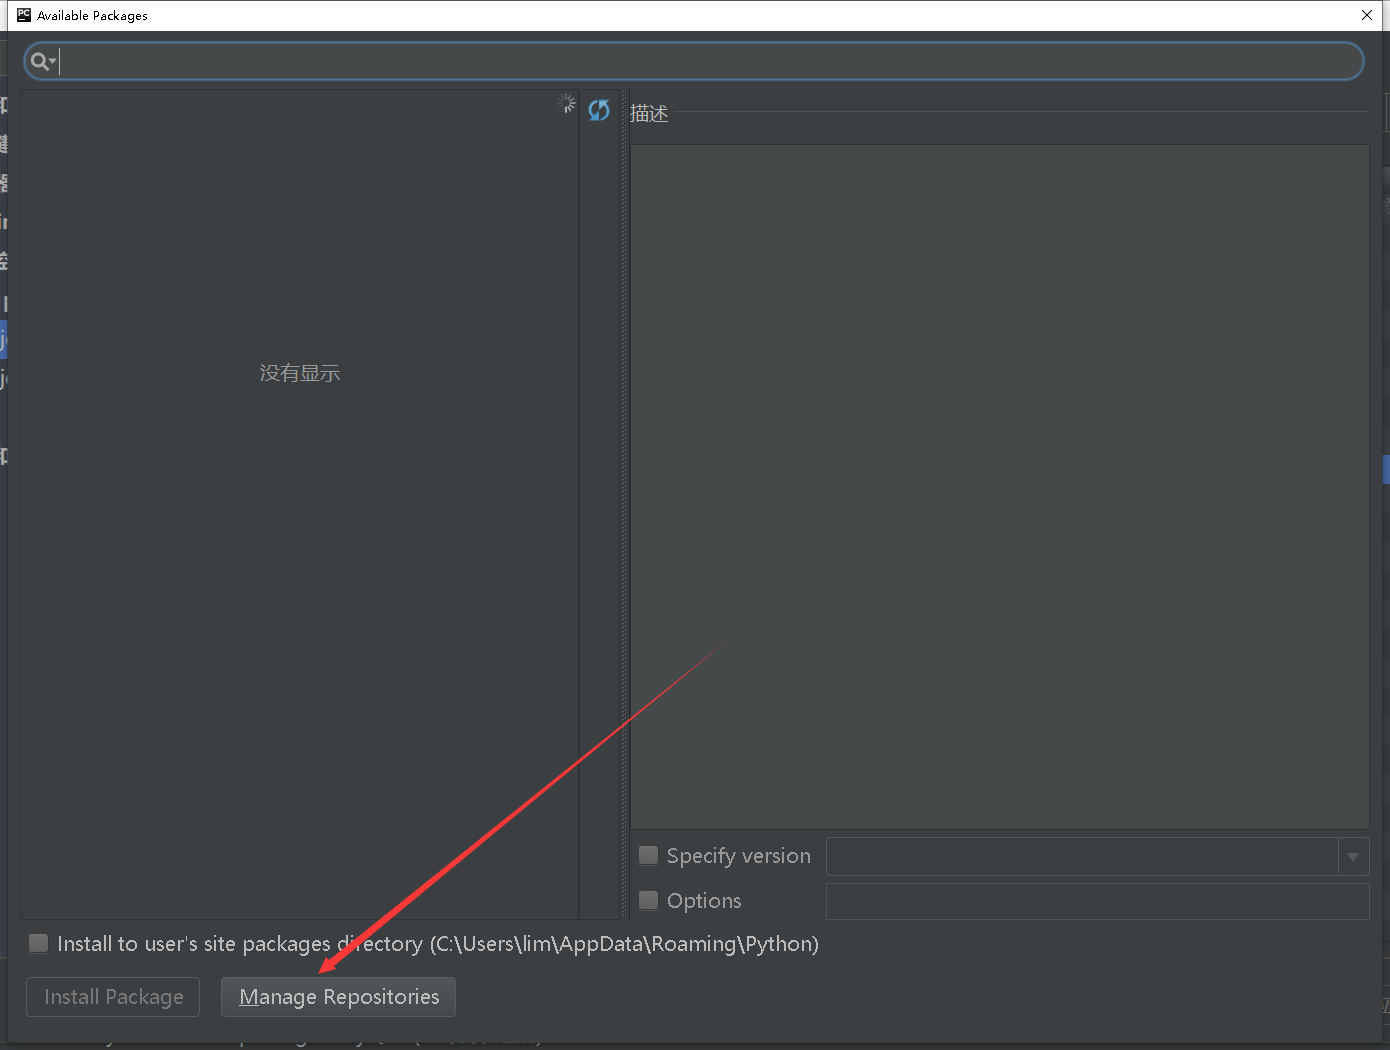 Available Packages
描述
没有显示
Specify version
Options
Install to user's site packages directory (C:\Users\lim\AppData\Roaming\Python)
Install Package
Manage Repositories